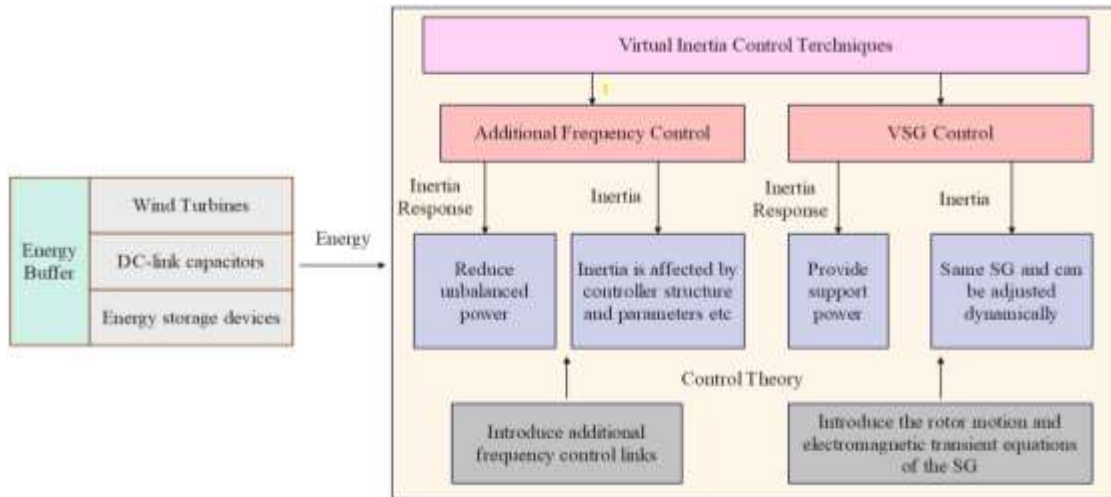 Virtual Inertia Control Terchniques
Additional Frequency Control
VSG Control
Inertia
Response
Inertia
Inertia
Response
Inertia
Energy
Buffer
Wind Turbines
DC-link capacitors
Energy storage devices
Energy
Reduce
unbalanced
power
Inertia is affected by
controller structure
and parameters etc
Provide
support
power
Same SG and can
be adjusted
dynamically
Control Theory
Introduce additional
frequency control links
Introduce the rotor motion and
electromagnetic transient equations
of the SG